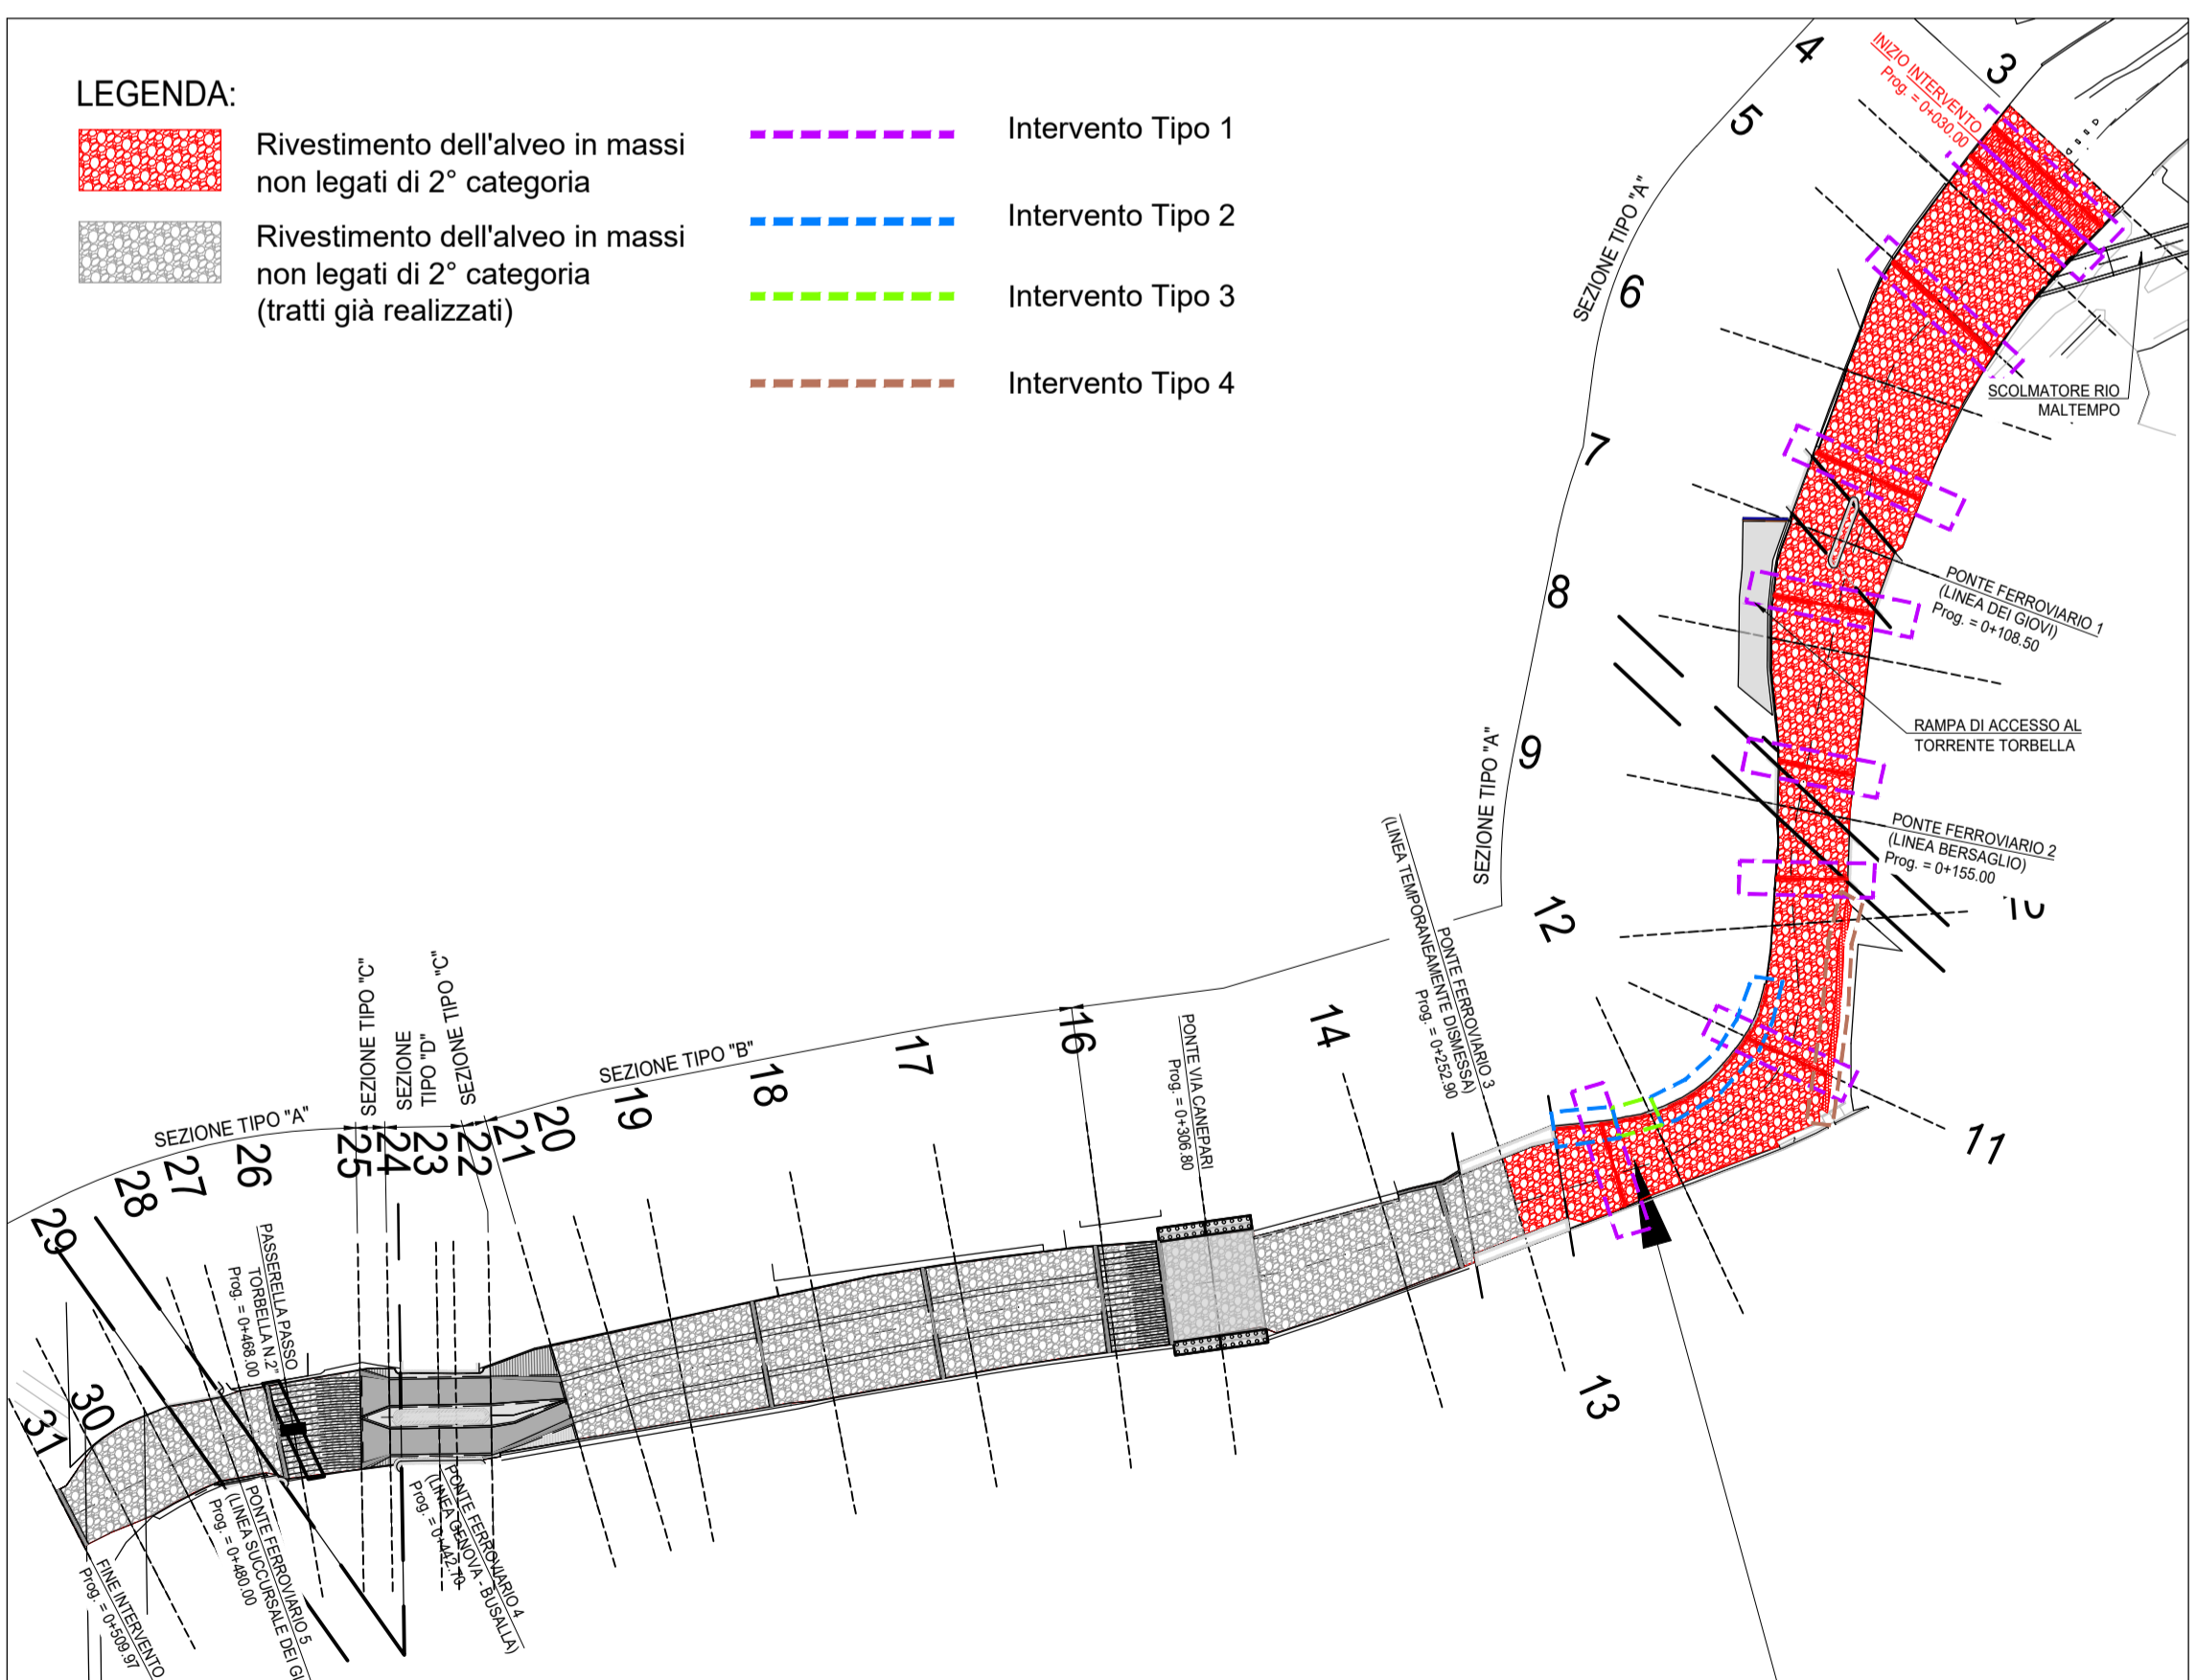 LEGENDA:
Rivestimento dell'alveo in massi
non legati di 2° categoria
Rivestimento dell'alveo in massi
non legati di 2° categoria
(tratti già realizzati)
Intervento Tipo 1
Intervento Tipo 2
Intervento Tipo 3
Intervento Tipo 4
INIZIO INTERVENTO
Prog. = 0+030.00
3
4
5
SEZIONE TIPO "A"
6
SCOLMATORE RIO
MALTEMPO
7
PONTE FERROVIARIO 1
(LINEA DEI GIOVI)
Prog. = 0+108.50
8
RAMPA DI ACCESSO AL
TORRENTE TORBELLA
9
SEZIONE TIPO "A"
PONTE FERROVIARIO 2
(LINEA BERSAGLIO)
Prog. = 0+155.00
10
11
12
PONTE FERROVIARIO 3
(LINEA TEMPORANEAMENTE DISMESSA)
Prog. = 0+252.90
13
14
PONTE VIA CANEPARI
Prog. = 0+306.80
16
17
SEZIONE TIPO "B"
18
19
20
21
SEZIONE TIPO "C"
22
SEZIONE
TIPO "D"
23
24
SEZIONE TIPO "C"
25
SEZIONE TIPO "A"
26
27
28
29
30
31
PASSERELLA PASSO
TORBELLA N.2"
Prog. = 0+468.00
PONTE FERROVIARIO 4
(LINEA GENOVA - BUSALLA)
Prog. = 0+442.70
PONTE FERROVIARIO 5
(LINEA SUCCURSALE DEI GI
Prog. = 0+480.00
FINE INTERVENTO
Prog. = 0+509.97